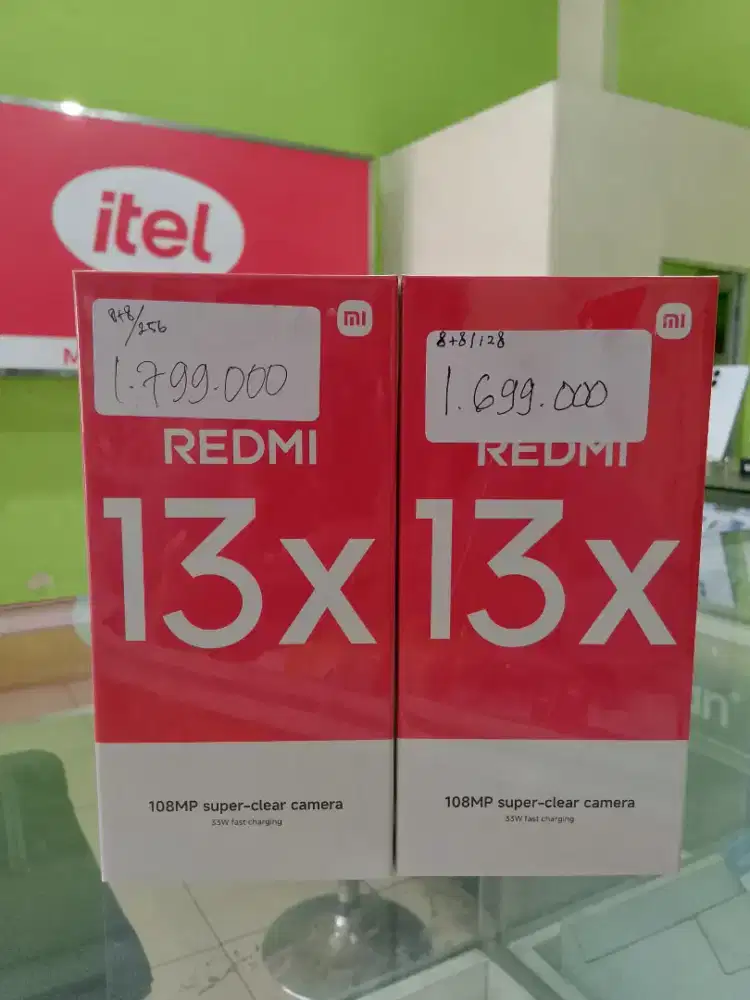 itel
M
8+8/256
1.799.000
mi
REDMI
13x
108MP super-clear camera
33W fast charging
8+8/128
1.699.000
mi
REDMI
13x
108MP super-clear camera
33W fast charging
an